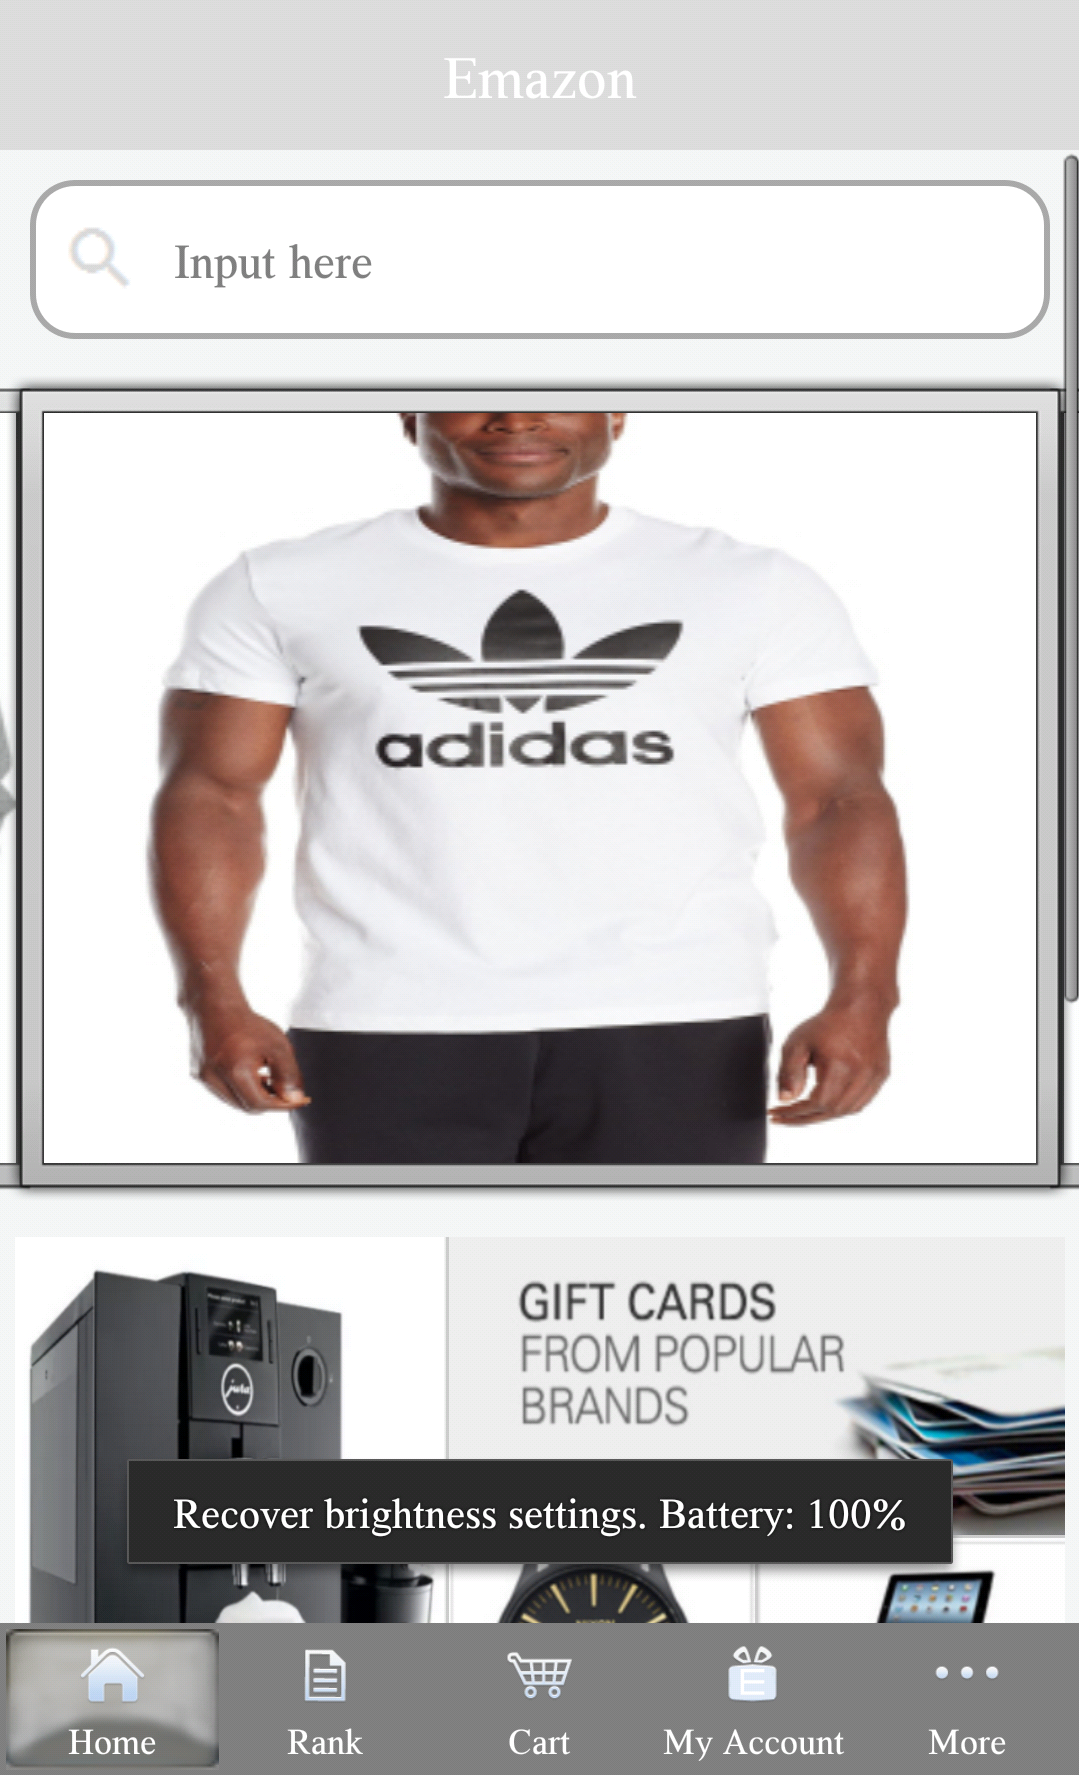 Emazon
Input here
adidas
GIFT CARDS
FROM POPULAR
BRANDS
jura
Recover brightness settings. Battery: 100%
Home
Rank
Cart
E
My Account
More